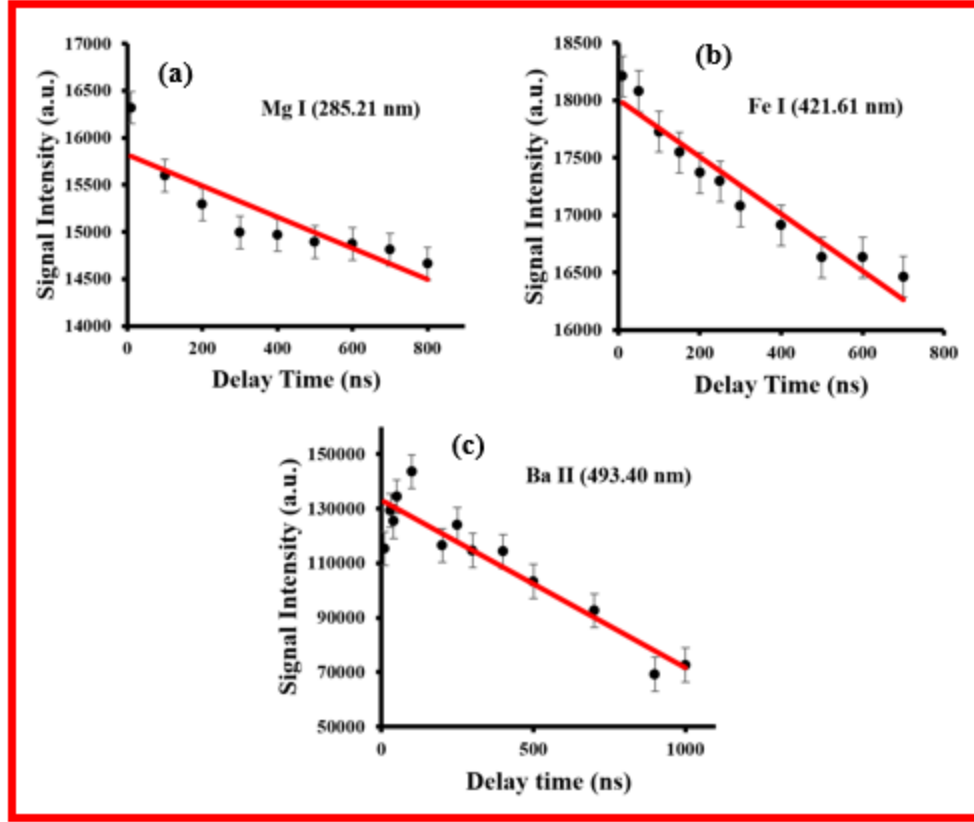 (a)
Mg I (285.21 nm)
Signal Intensity (a.u.)
17000
16500
16000
15500
15000
14500
14000
0 200 400 600 800
Delay Time (ns)
(b)
Fe I (421.61 nm)
Signal Intensity (a.u.)
18500
18000
17500
17000
16500
16000
0 200 400 600 800
Delay Time (ns)
(c)
Ba II (493.40 nm)
Signal Intensity (a.u.)
150000
130000
110000
90000
70000
50000
0 500 1000
Delay time (ns)